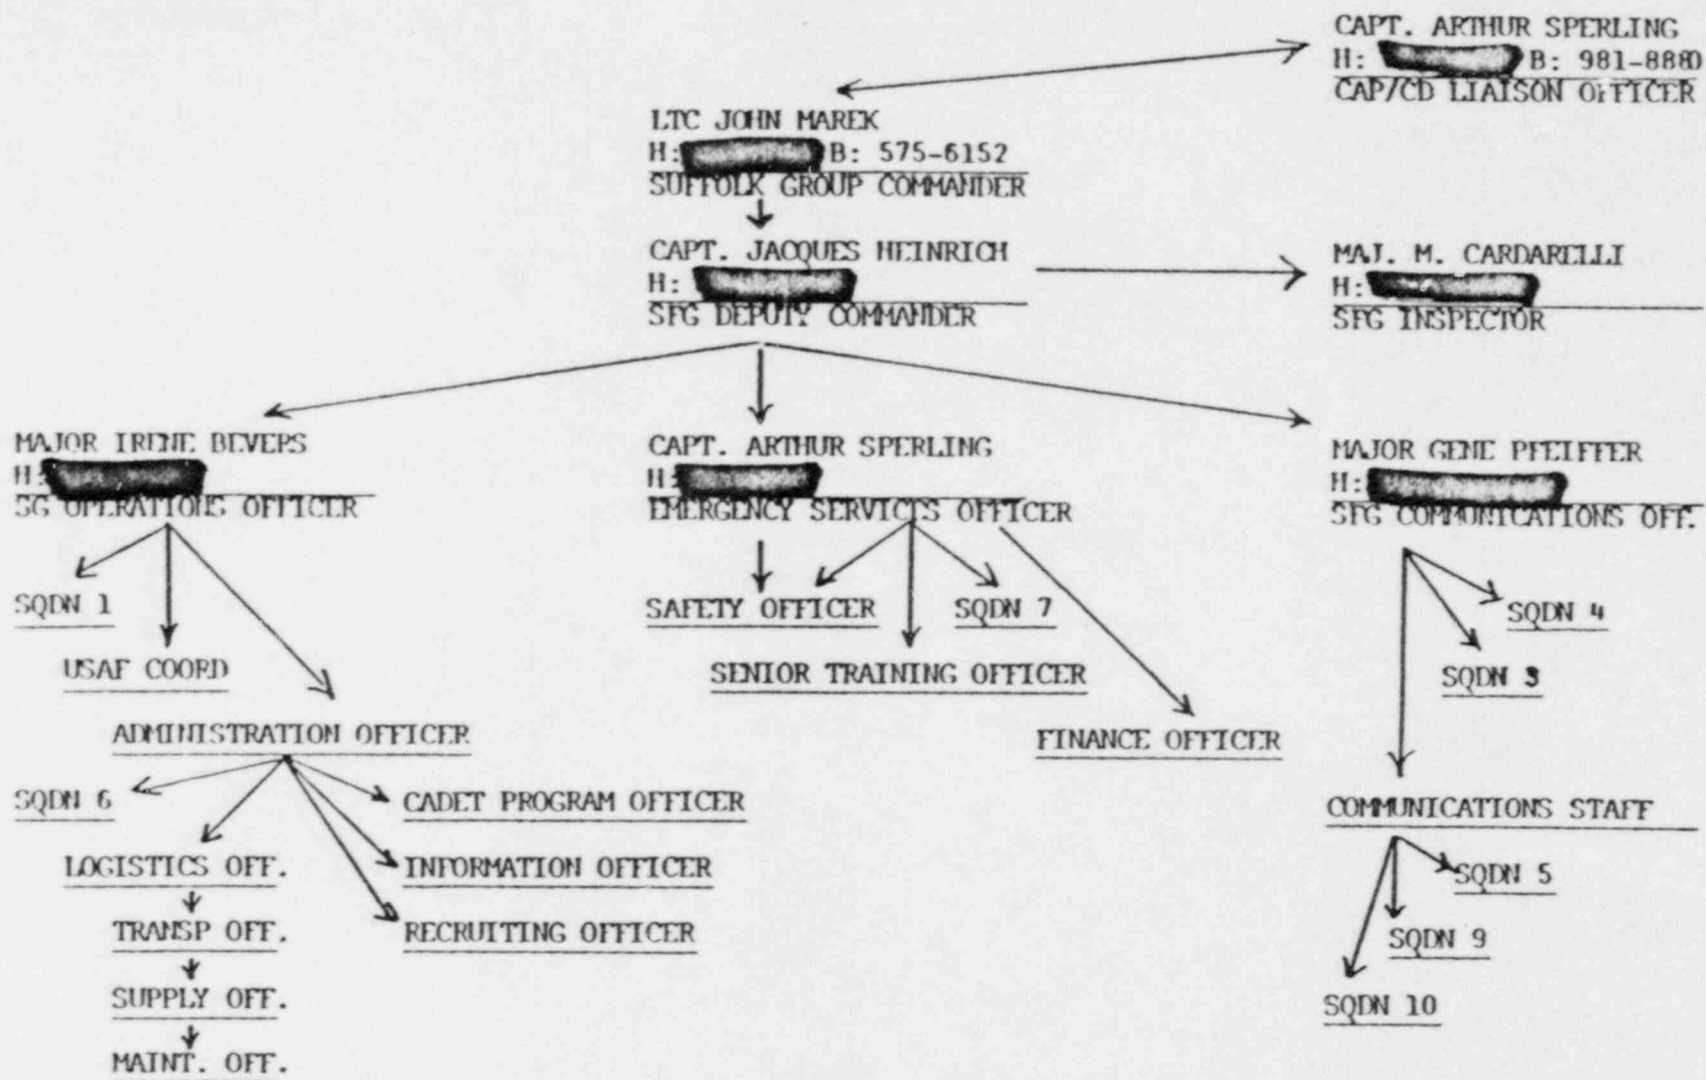 CAPT. ARTHUR SPERLING
H: B: 981-8880
CAP/CD LIAISON OFFICER
LTC JOHN MAREK
H: B: 575-6152
SUFFOLK GROUP COMMANDER
CAPT. JACQUES HEINRICH
H:
SFG DEPUTY COMMANDER
MAJ. M. CARDARELLI
H:
SFG INSPECTOR
MAJOR IRENE BEVERS
H:
SG OPERATIONS OFFICER
CAPT. ARTHUR SPERLING
H:
EMERGENCY SERVICES OFFICER
MAJOR GENE PFEIFFER
H:
SFG COMMUNICATIONS OFF.
SQDN 1
SAFETY OFFICER
SQDN 7
SQDN 4
USAF COORD
SENIOR TRAINING OFFICER
SQDN 3
ADMINISTRATION OFFICER
FINANCE OFFICER
SQDN 6
CADET PROGRAM OFFICER
COMMUNICATIONS STAFF
LOGISTICS OFF.
INFORMATION OFFICER
SQDN 5
TRANSP OFF.
RECRUITING OFFICER
SQDN 9
SUPPLY OFF.
SQDN 10
MAINT. OFF.